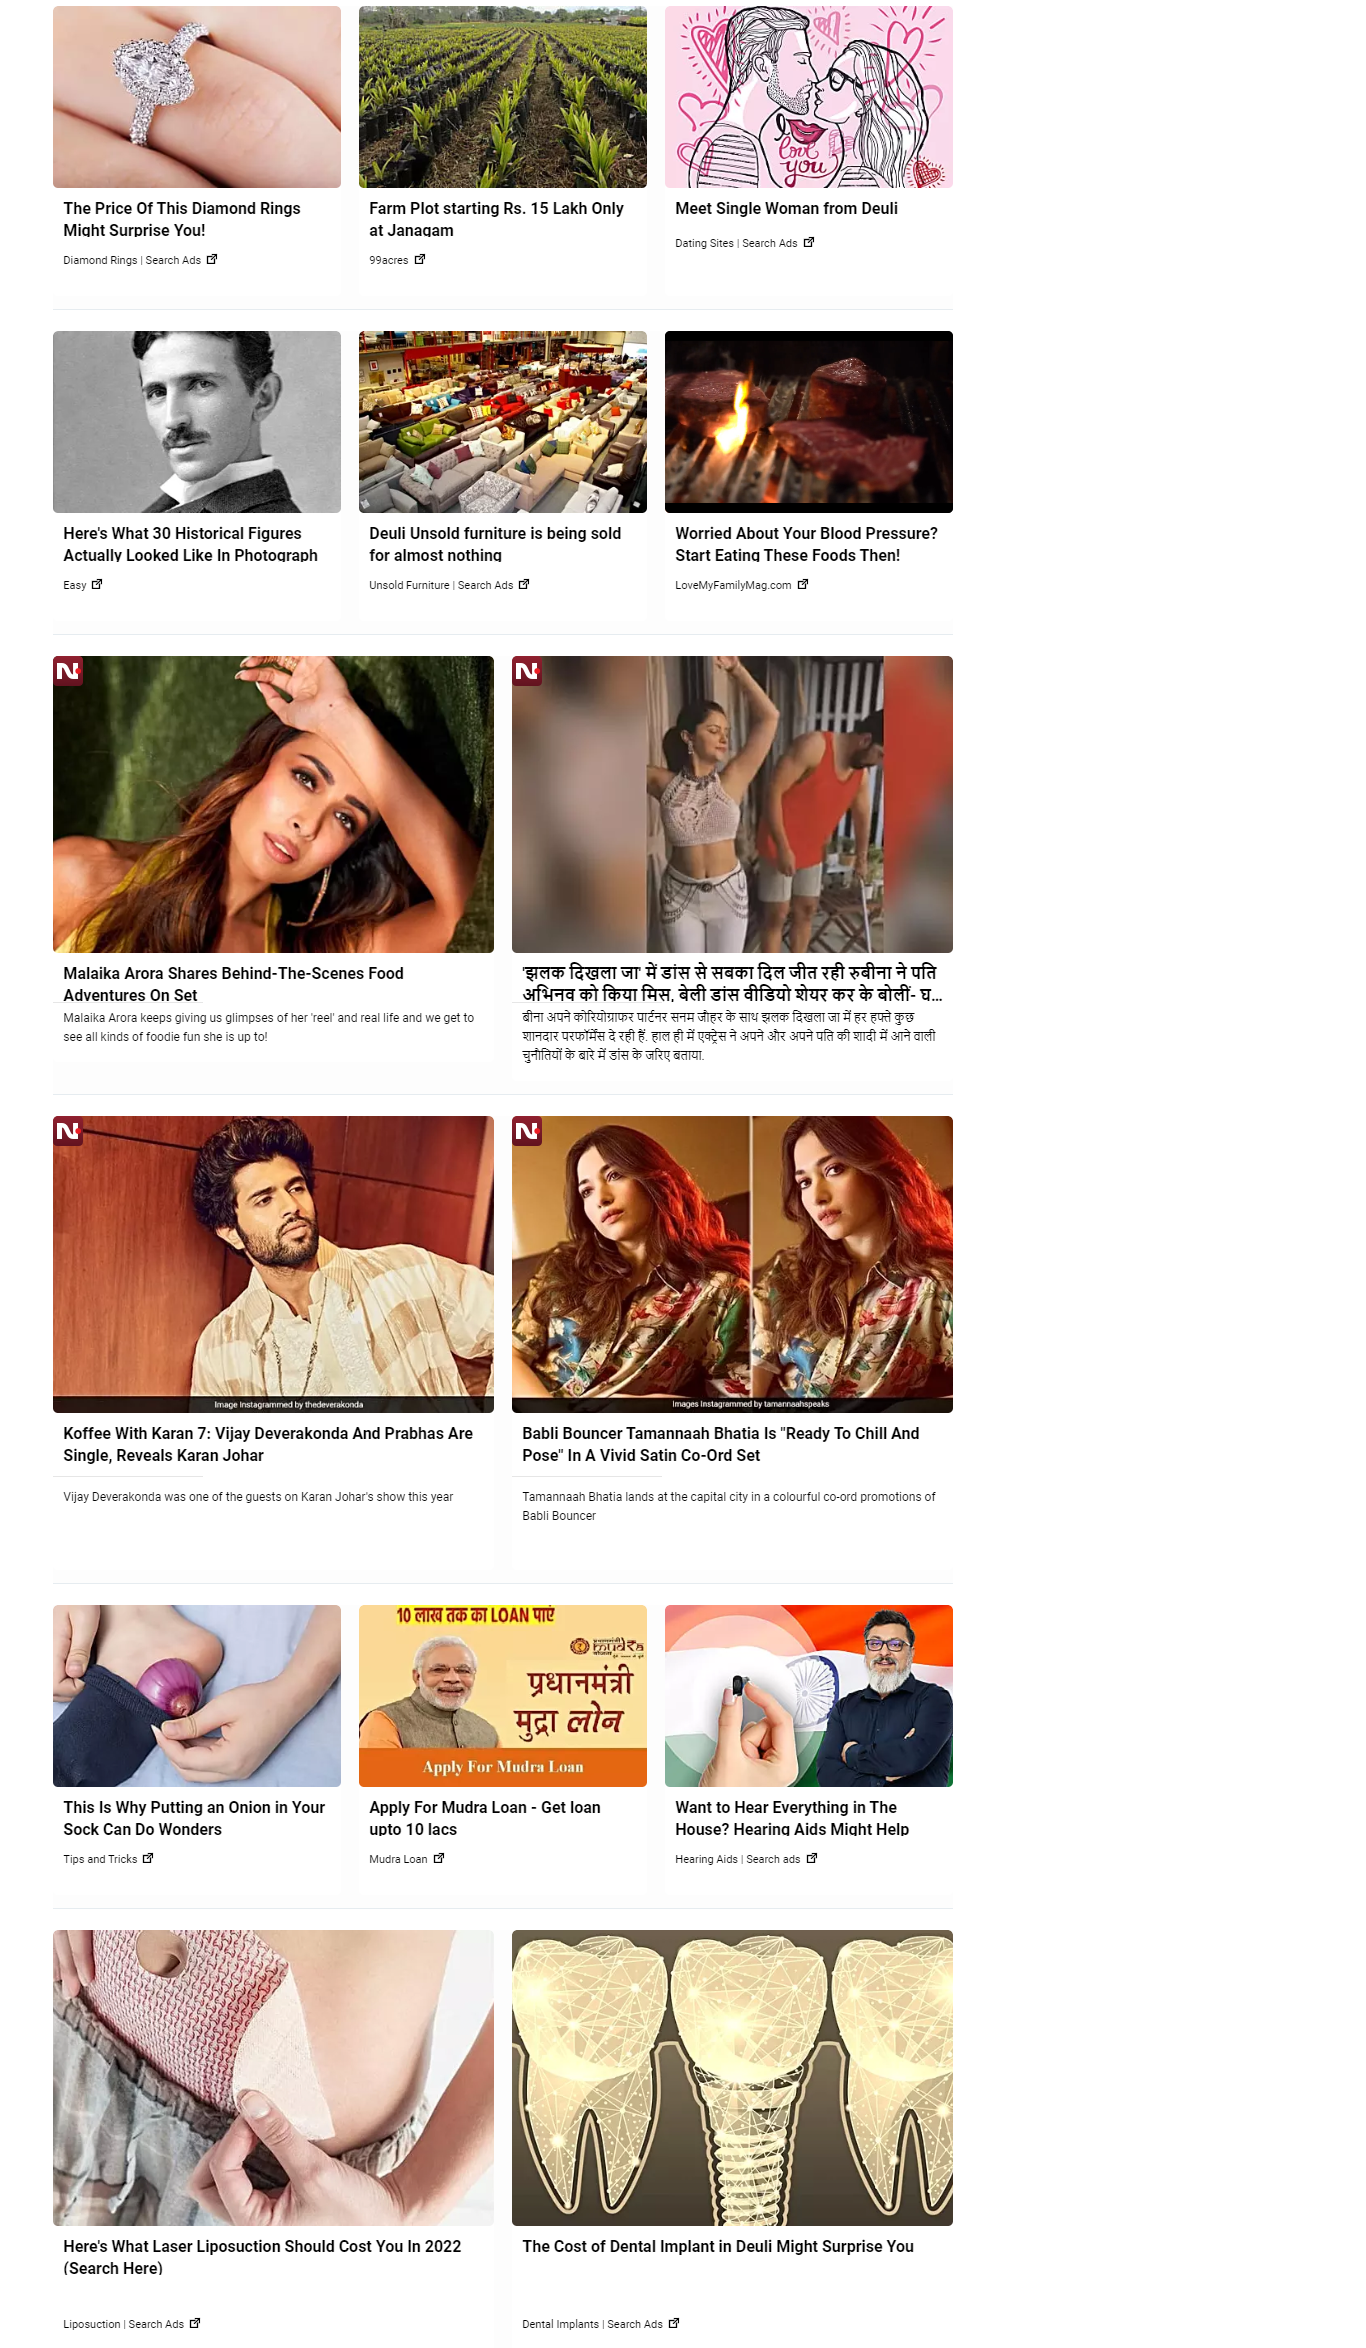 I
love
you
The Price Of This Diamond Rings
Might Surprise You!
Diamond Rings | Search Ads
Farm Plot starting Rs. 15 Lakh Only
at Janagam
99acres
Meet Single Woman from Deuli
Dating Sites | Search Ads
Here's What 30 Historical Figures
Actually Looked Like In Photograph
Easy
Deuli Unsold furniture is being sold
for almost nothing
Unsold Furniture | Search Ads
Worried About Your Blood Pressure?
Start Eating These Foods Then!
LoveMyFamilyMag.com
N
N
Malaika Arora Shares Behind-The-Scenes Food
Adventures On Set
Malaika Arora keeps giving us glimpses of her 'reel' and real life and we get to
see all kinds of foodie fun she is up to!
'झलक दिखला जा' में डांस से सबका दिल जीत रही रुबीना ने पति
अभिनव को किया मिस, बेली डांस वीडियो शेयर कर के बोलीं- घ...
बीना अपने कोरियोग्राफर पार्टनर सनम जौहर के साथ झलक दिखला जा में हर हफ्ते कुछ
शानदार परफॉर्मेंस दे रही हैं. हाल ही में एक्ट्रेस ने अपने और अपने पति की शादी में आने वाली
चुनौतियों के बारे में डांस के जरिए बताया.
N
N
Image Instagrammed by thedeverakonda
Images Instagrammed by tamannaahspeaks
Koffee With Karan 7: Vijay Deverakonda And Prabhas Are
Single, Reveals Karan Johar
Vijay Deverakonda was one of the guests on Karan Johar's show this year
Babli Bouncer Tamannaah Bhatia Is "Ready To Chill And
Pose" In A Vivid Satin Co-Ord Set
Tamannaah Bhatia lands at the capital city in a colourful co-ord promotions of
Babli Bouncer
10 लाख तक का LOAN पाएं
प्रधानमंत्री
मुद्रा लोन
Apply For Mudra Loan
This Is Why Putting an Onion in Your
Sock Can Do Wonders
Tips and Tricks
Apply For Mudra Loan - Get loan
upto 10 lacs
Mudra Loan
Want to Hear Everything in The
House? Hearing Aids Might Help
Hearing Aids | Search ads
Here's What Laser Liposuction Should Cost You In 2022
(Search Here)
Liposuction | Search Ads
The Cost of Dental Implant in Deuli Might Surprise You
Dental Implants | Search Ads